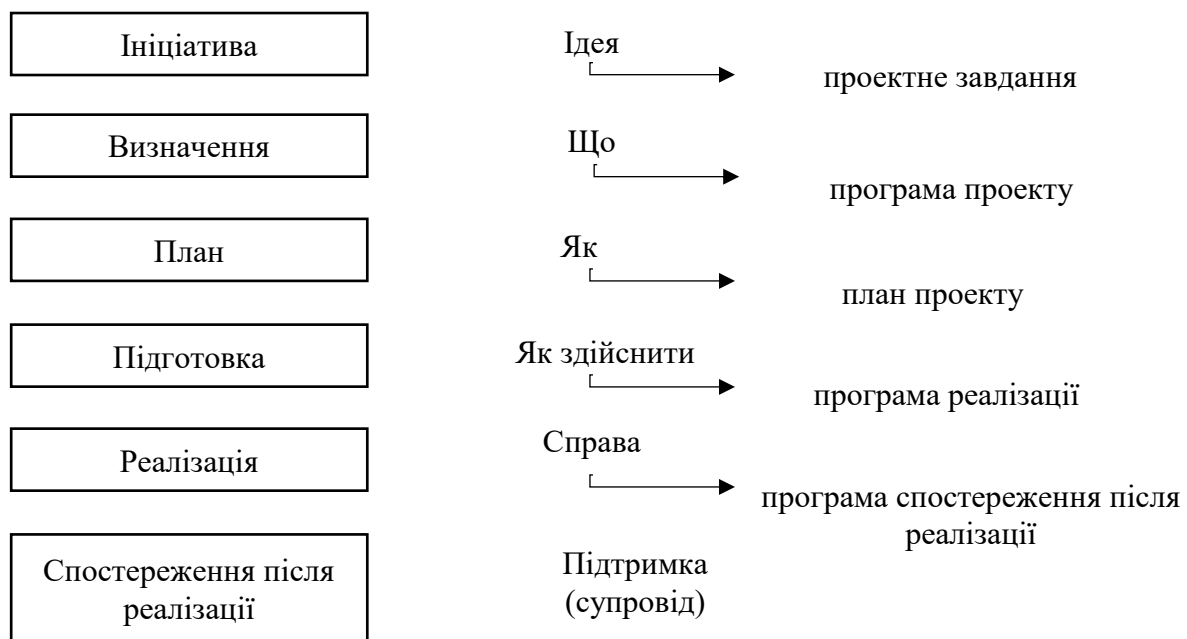 Ініціатива
Ідея
проектне завдання
Визначення
Що
програма проекту
План
Як
план проекту
Підготовка
Як здійснити
програма реалізації
Реалізація
Справа
програма спостереження після
реалізації
Спостереження після
реалізації
Підтримка
(супровід)